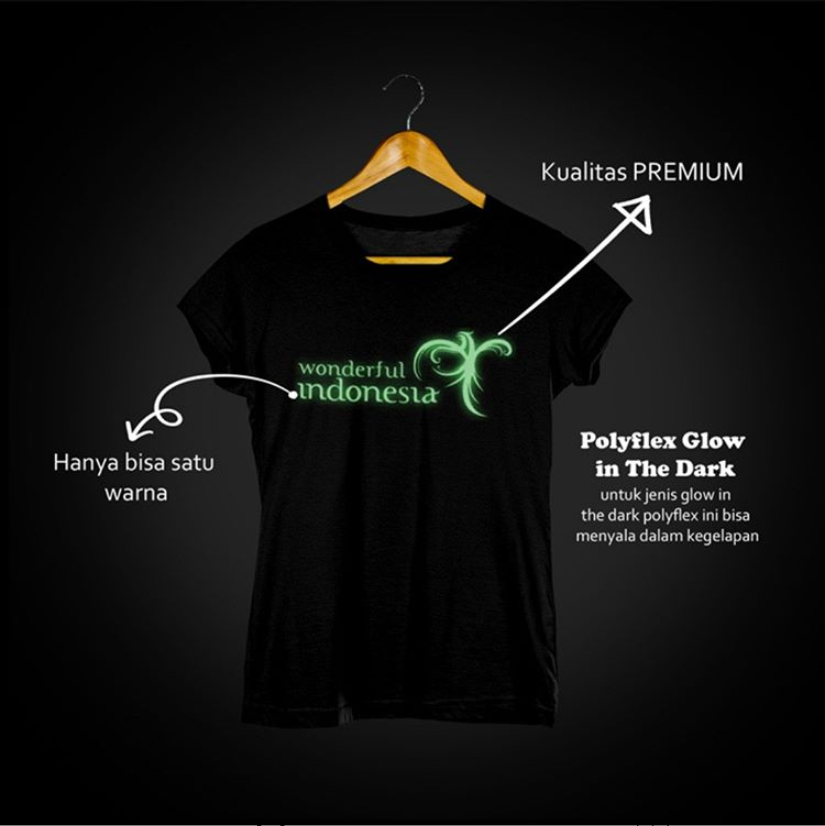 Kualitas PREMIUM
wonderful
indonesia
Hanya bisa satu
warna
Polyflex Glow
in The Dark
untuk jenis glow in
the dark polyflex ini bisa
menyala dalam kegelapan